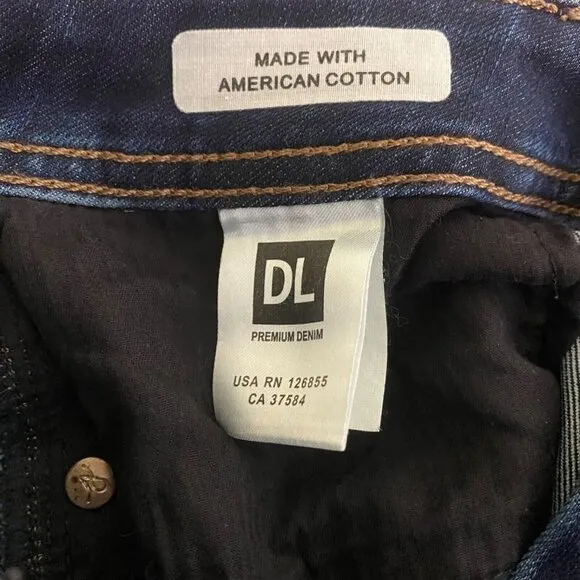 MADE WITH
AMERICAN COTTON
DL
PREMIUM DENIM
USA RN 126855
CA 37584